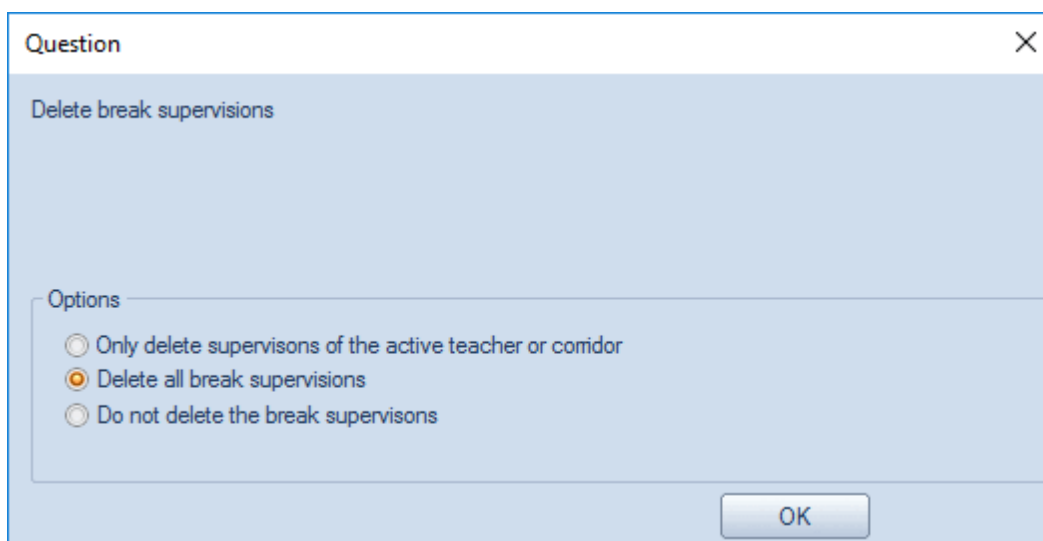 Question
Delete break supervisions
Options
Only delete supervisons of the active teacher or corridor
Delete all break supervisions
Do not delete the break supervisons
OK